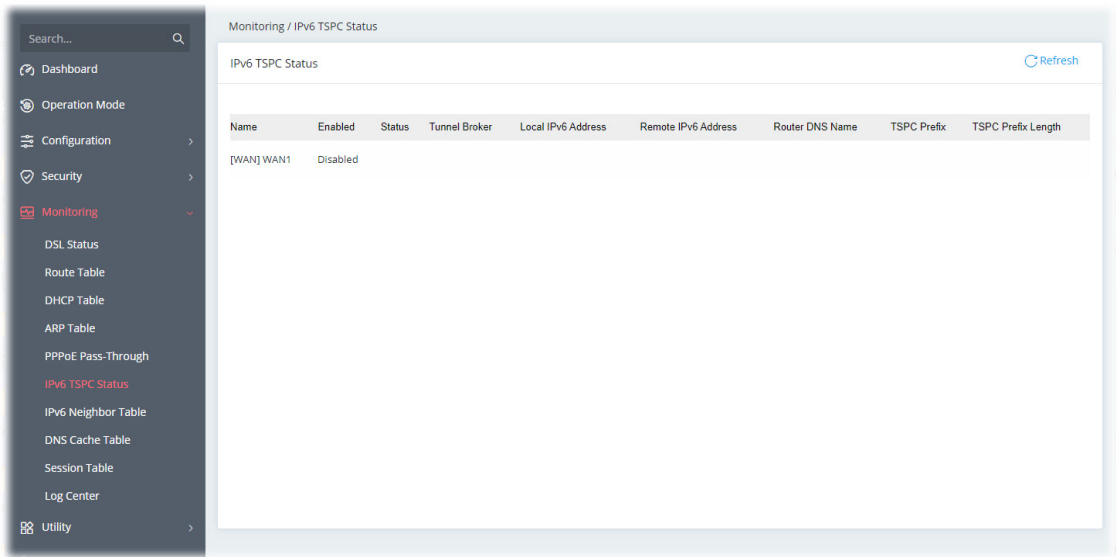 Search...
Dashboard
Operation Mode
Configuration
Security
Monitoring
DSL Status
Route Table
DHCP Table
ARP Table
PPPoE Pass-Through
IPv6 TSPC Status
IPv6 Neighbor Table
DNS Cache Table
Session Table
Log Center
Utility
Monitoring / IPv6 TSPC Status
IPv6 TSPC Status Refresh
Name Enabled Status Tunnel Broker Local IPv6 Address Remote IPv6 Address Router DNS Name TSPC Prefix TSPC Prefix Length
[WAN] WAN1 Disabled